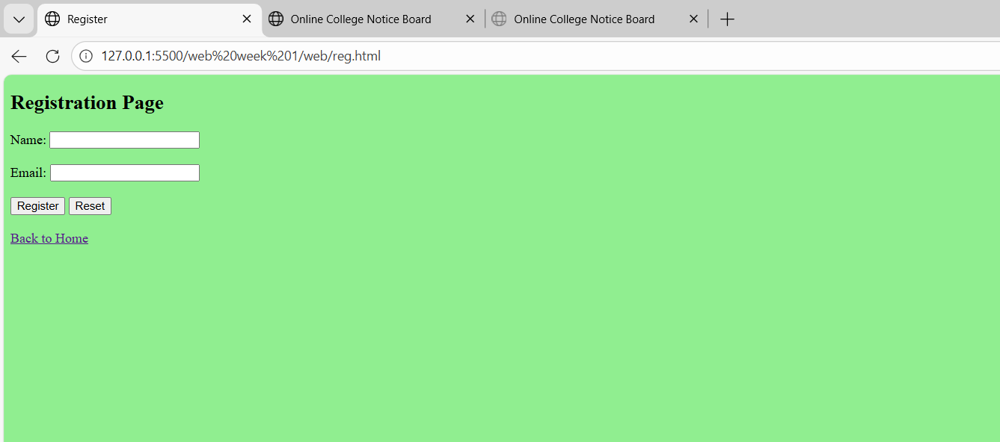 Register
Online College Notice Board
Online College Notice Board
127.0.0.1:5500/web%20week%201/web/reg.html
Registration Page
Name:
Email:
Register Reset
Back to Home